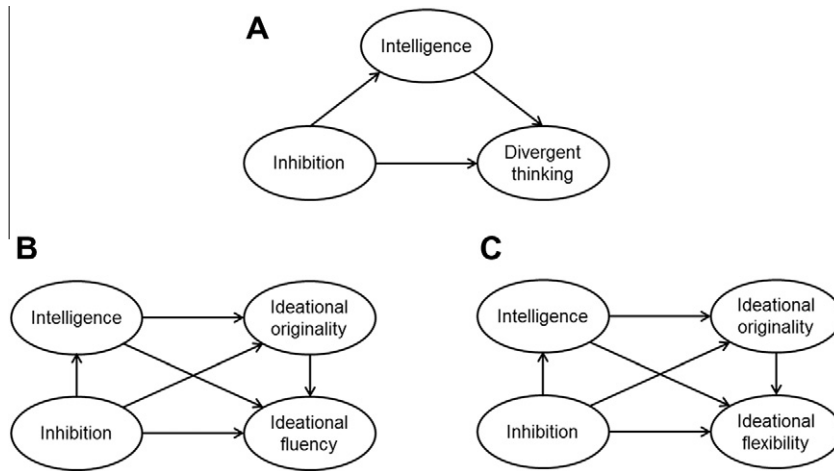 A
Intelligence
Inhibition
Divergent
thinking
B
Intelligence
Ideational
originality
Inhibition
Ideational
fluency
C
Intelligence
Ideational
originality
Inhibition
Ideational
flexibility